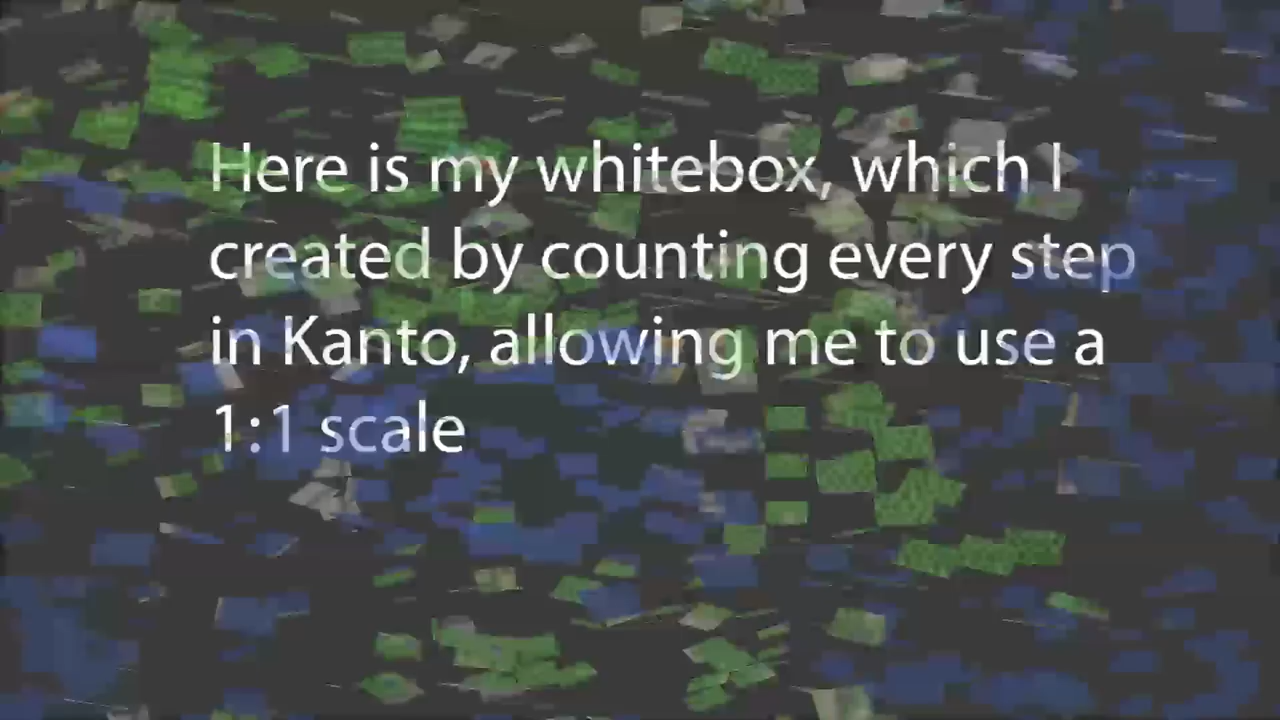 Here is my whitebox, which I
created by counting every step
in Kanto, allowing me to use a
1:1 scale